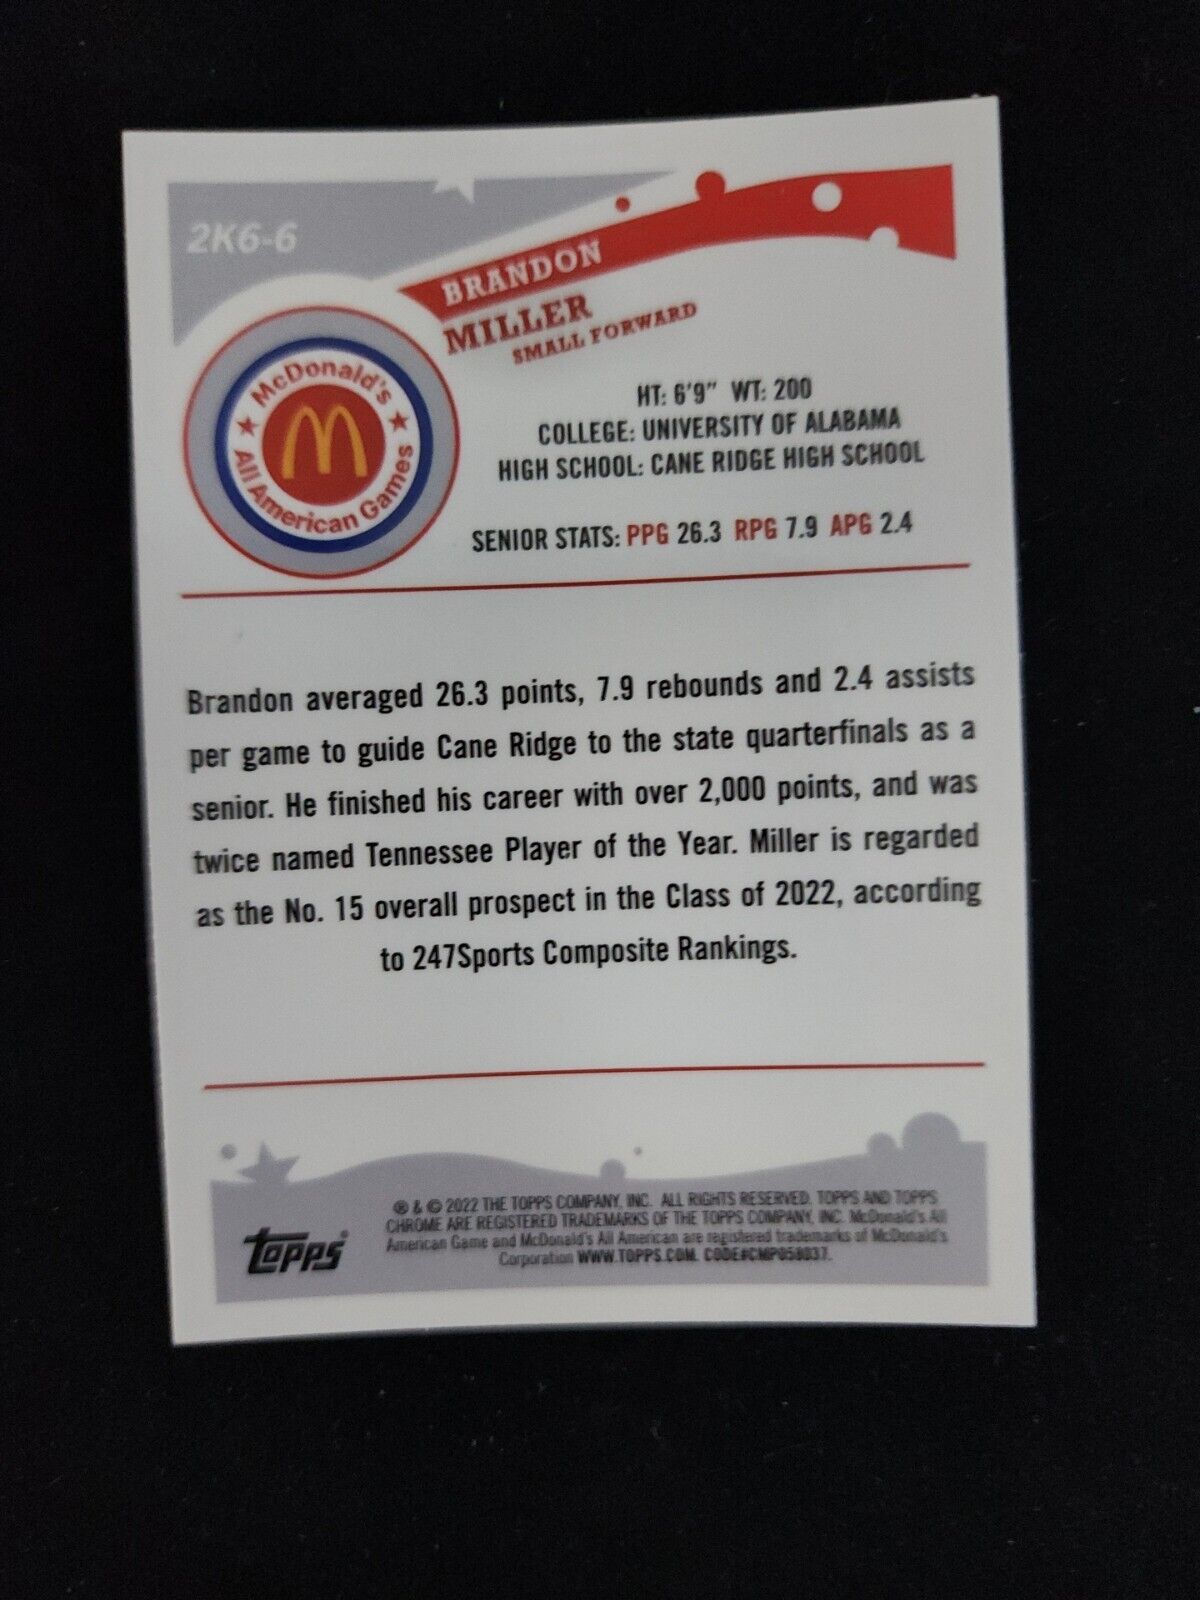 2K6-6
BRANDON
MILLER
SMALL FORWARD
McDonald's
All American Games
HT: 6'9" WT: 200
COLLEGE: UNIVERSITY OF ALABAMA
HIGH SCHOOL: CANE RIDGE HIGH SCHOOL
SENIOR STATS: PPG 26.3 RPG 7.9 APG 2.4
Brandon averaged 26.3 points, 7.9 rebounds and 2.4 assists
per game to guide Cane Ridge to the state quarterfinals as a
senior. He finished his career with over 2,000 points, and was
twice named Tennessee Player of the Year. Miller is regarded
as the No. 15 overall prospect in the Class of 2022, according
to 247Sports Composite Rankings.
® & © 2022 THE TOPPS COMPANY, INC. ALL RIGHTS RESERVED. TOPPS AND TOPPS
CHROME ARE REGISTERED TRADEMARKS OF THE TOPPS COMPANY, INC. McDonald's All
American Game and McDonald's All American are registered trademarks of McDonald's
Corporation WWW.TOPPS.COM. CODE#CMP058037.
Topps®